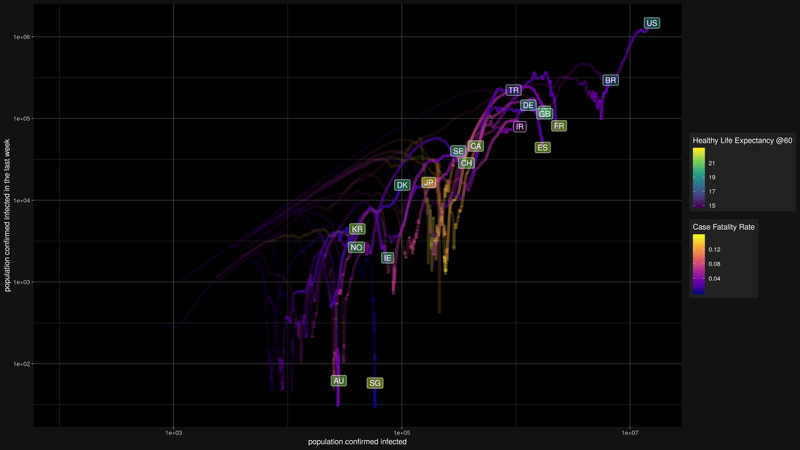 US
1e+06
BR
TR
DE
GB
1e+05
IR
FR
Healthy Life Expectancy @60
CA
ES
SE
21
CH
19
DK
JP
17
15
1e+04
population confirmed infected in the last week
KR
Case Fatality Rate
NO
0.12
IE
0.08
1e+03
0.04
1e+02
AU
SG
1e+03
1e+05
1e+07
population confirmed infected